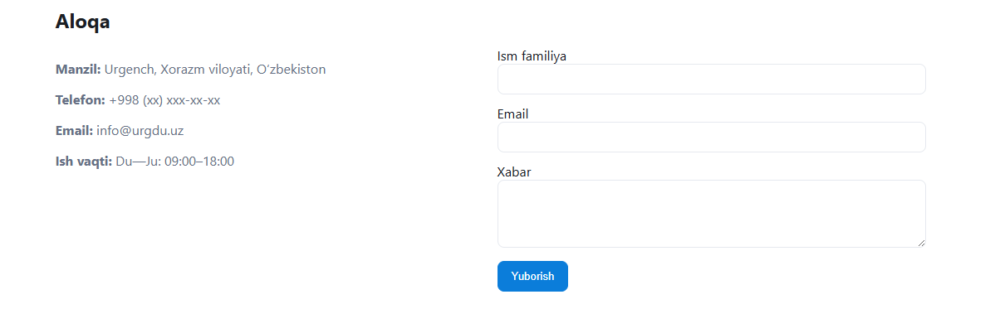 Aloqa
Manzil: Urgench, Xorazm viloyati, O‘zbekiston
Telefon: +998 (xx) xxx-xx-xx
Email: info@urgdu.uz
Ish vaqti: Du—Ju: 09:00–18:00
Ism familiya
Email
Xabar
Yuborish